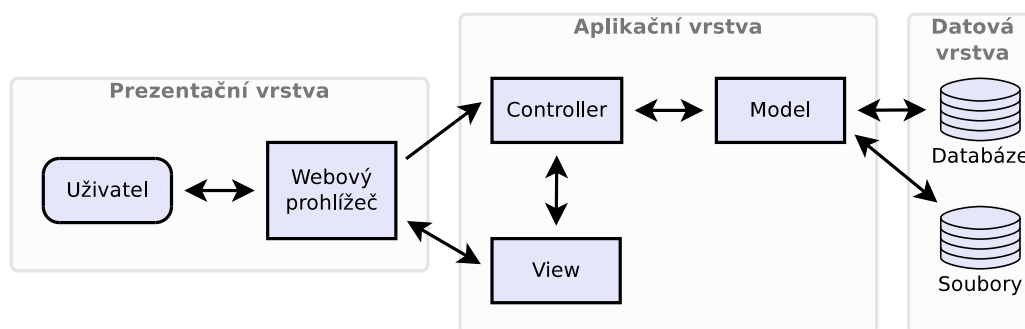 Prezentační vrstva
Uživatel
Webový
prohlížeč
Aplikační vrstva
Controller
Model
View
Datová
vrstva
Databáze
Soubory